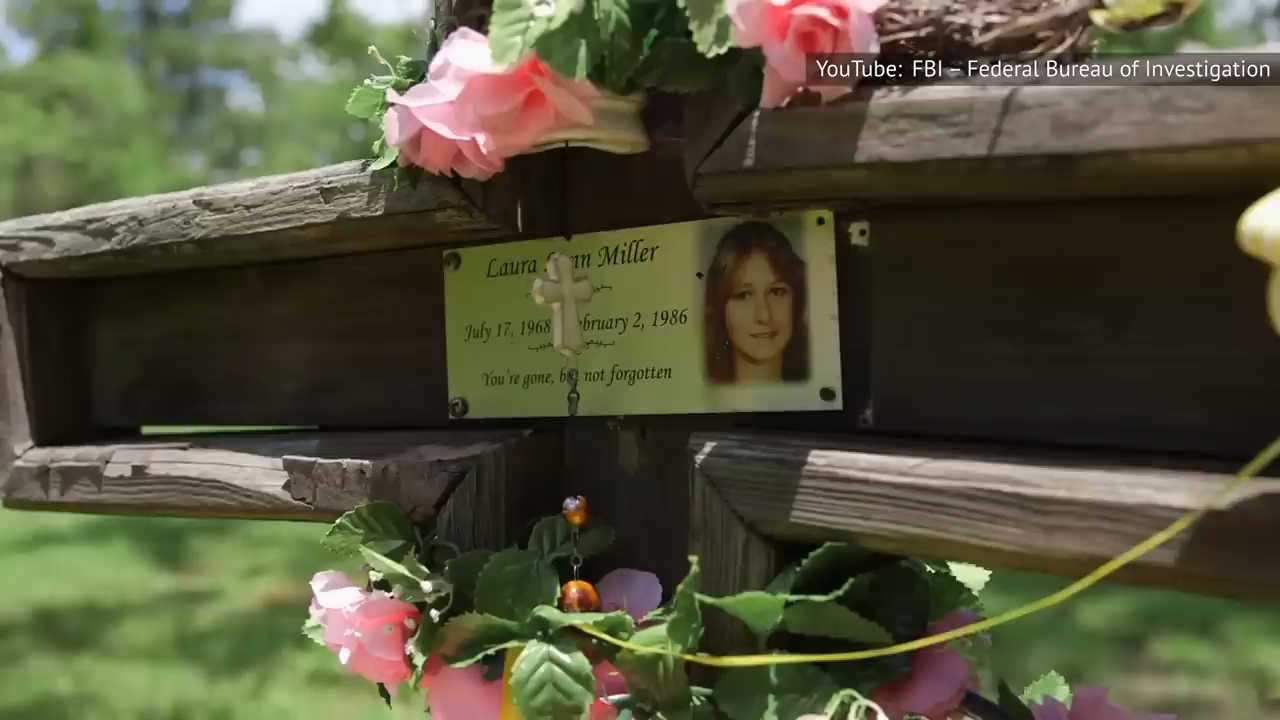 YouTube: FBI – Federal Bureau of Investigation
Laura Miller
July 17, 1968 February 2, 1986
You're gone, but not forgotten